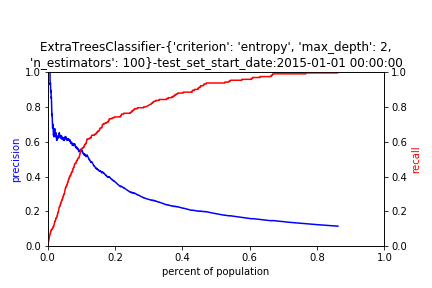 ExtraTreesClassifier-{'criterion': 'entropy', 'max_depth': 2,
'n_estimators': 100}-test_set_start_date:2015-01-01 00:00:00
1.0
0.8
0.6
0.4
0.2
0.0
precision
1.0
0.8
0.6
0.4
0.2
0.0
recall
0.0 0.2 0.4 0.6 0.8 1.0
percent of population